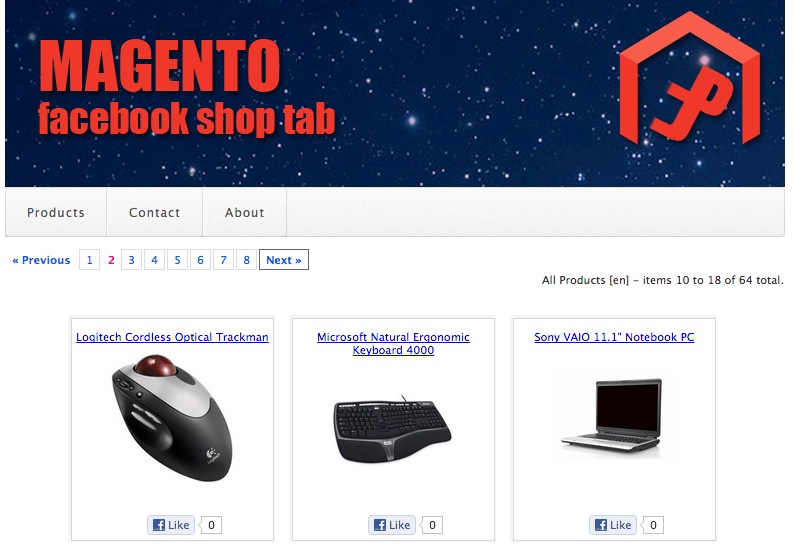 MAGENTO
facebook shop tab
Products Contact About
« Previous 1 2 3 4 5 6 7 8 Next »
All Products [en] - items 10 to 18 of 64 total.
Logitech Cordless Optical Trackman
Microsoft Natural Ergonomic
Keyboard 4000
Sony VAIO 11.1" Notebook PC
Logitech
Like 0
Like 0
Like 0